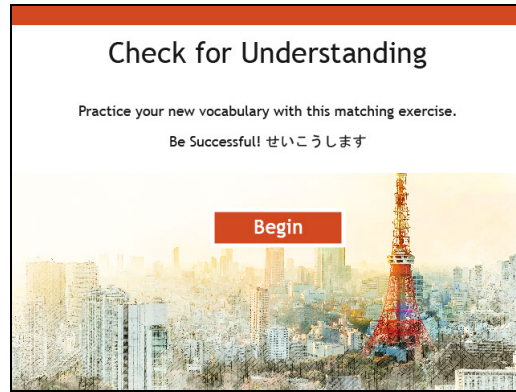 Check for Understanding
Practice your new vocabulary with this matching exercise.
Be Successful! せいこうします
Begin